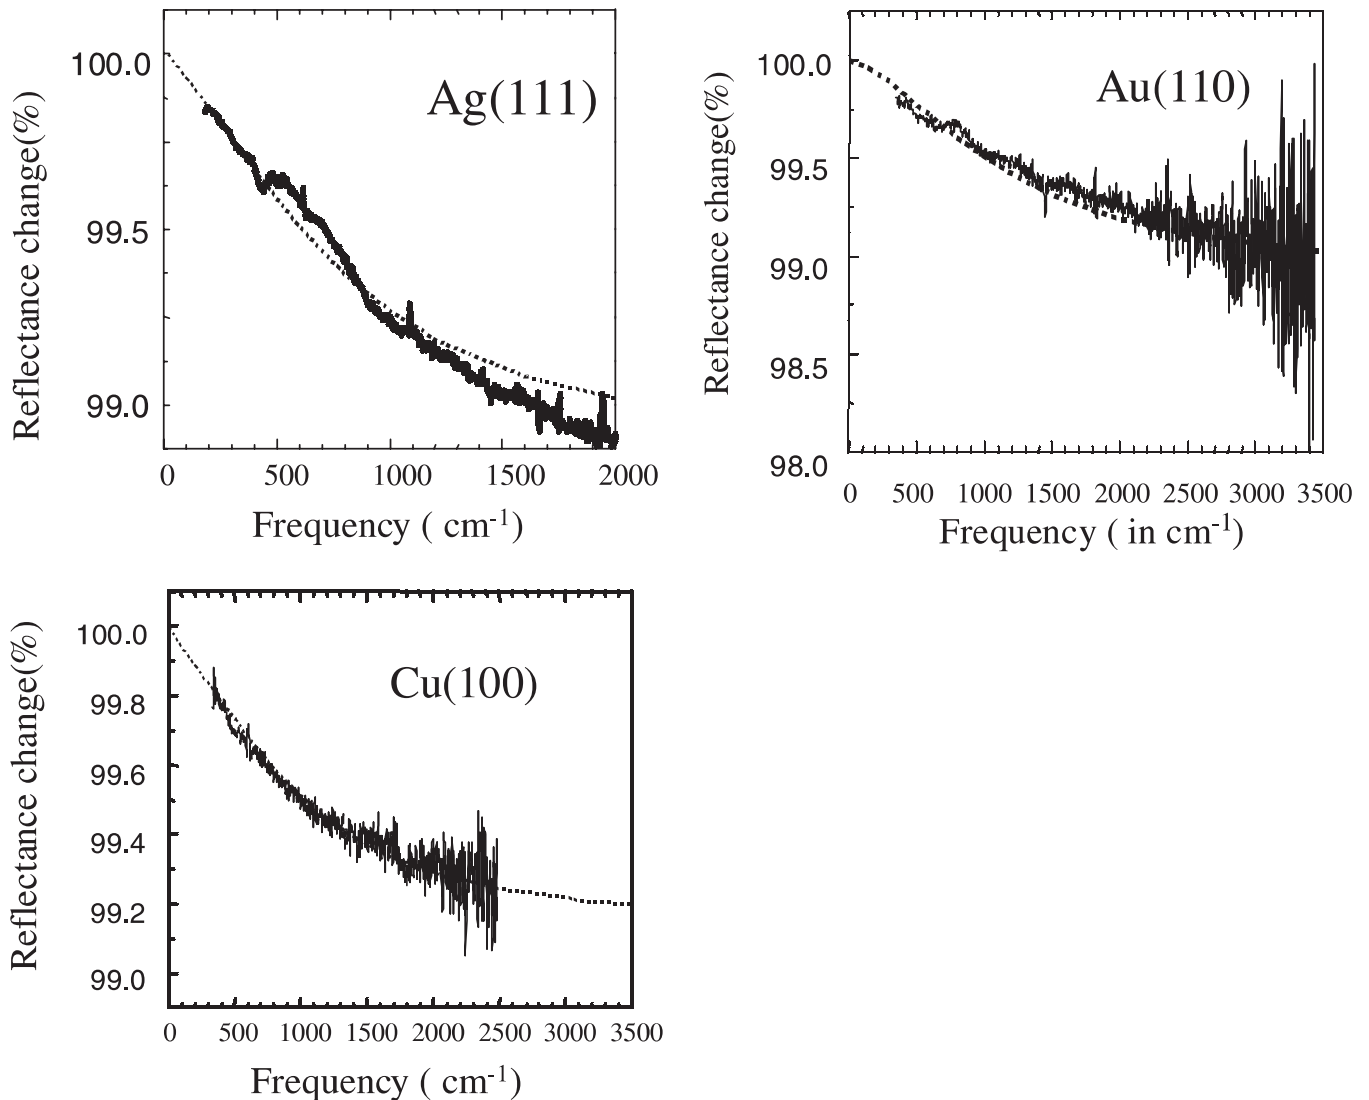 100.0
99.5
99.0
Reflectance change(%)
Ag(111)
0 500 1000 1500 2000
Frequency ( cm-1)
100.0
99.5
99.0
98.5
98.0
Reflectance change(%)
Au(110)
0 500 1000 1500 2000 2500 3000 3500
Frequency ( in cm-1)
100.0
99.8
99.6
99.4
99.2
99.0
Reflectance change(%)
Cu(100)
0 500 1000 1500 2000 2500 3000 3500
Frequency ( cm-1)